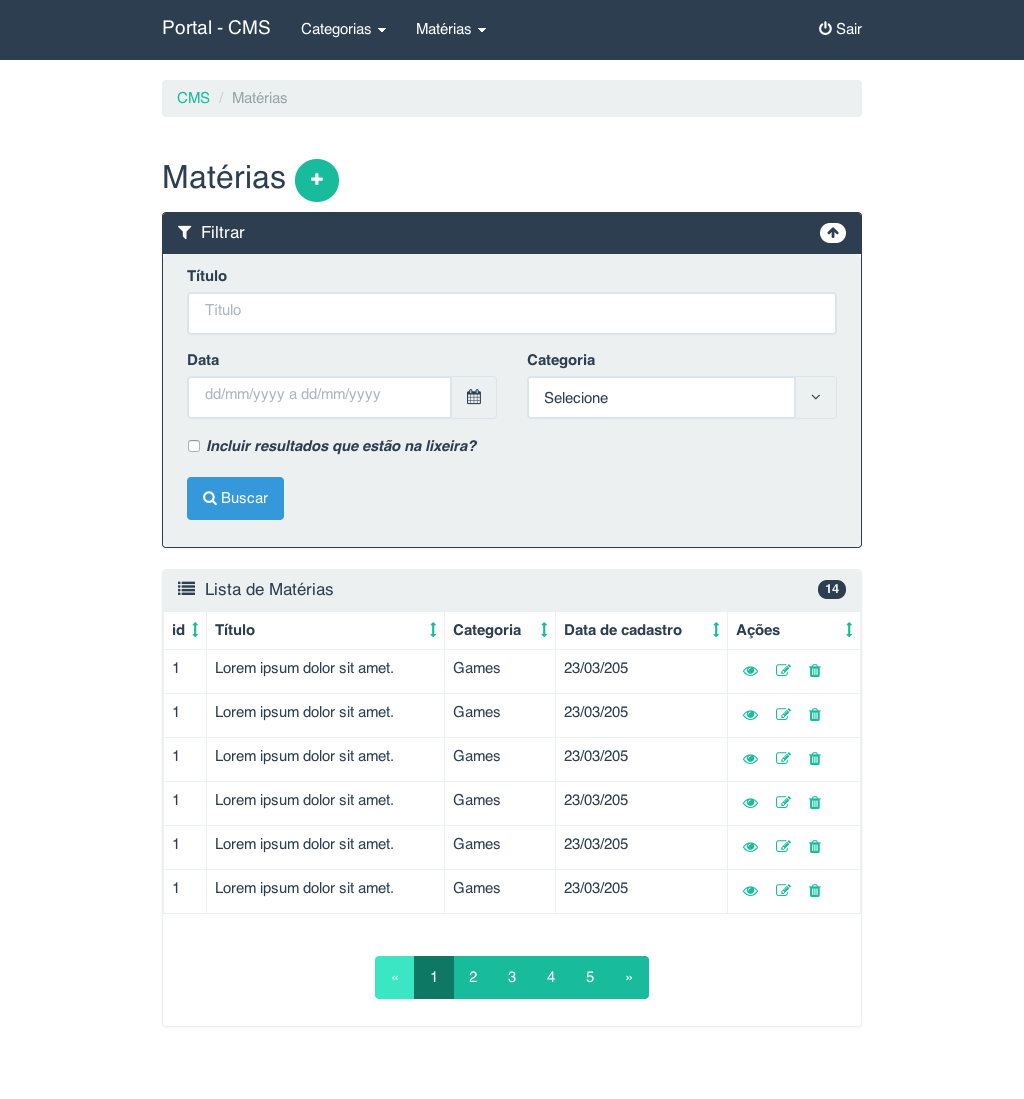 Portal - CMS Categorias Matérias Sair
CMS / Matérias
Matérias
Filtrar
Título
Título
Data Categoria
dd/mm/yyyy a dd/mm/yyyy Selecione
Incluir resultados que estão na lixeira?
Buscar
Lista de Matérias 14
id Título Categoria Data de cadastro Ações
1 Lorem ipsum dolor sit amet. Games 23/03/205
1 Lorem ipsum dolor sit amet. Games 23/03/205
1 Lorem ipsum dolor sit amet. Games 23/03/205
1 Lorem ipsum dolor sit amet. Games 23/03/205
1 Lorem ipsum dolor sit amet. Games 23/03/205
1 Lorem ipsum dolor sit amet. Games 23/03/205
« 1 2 3 4 5 »